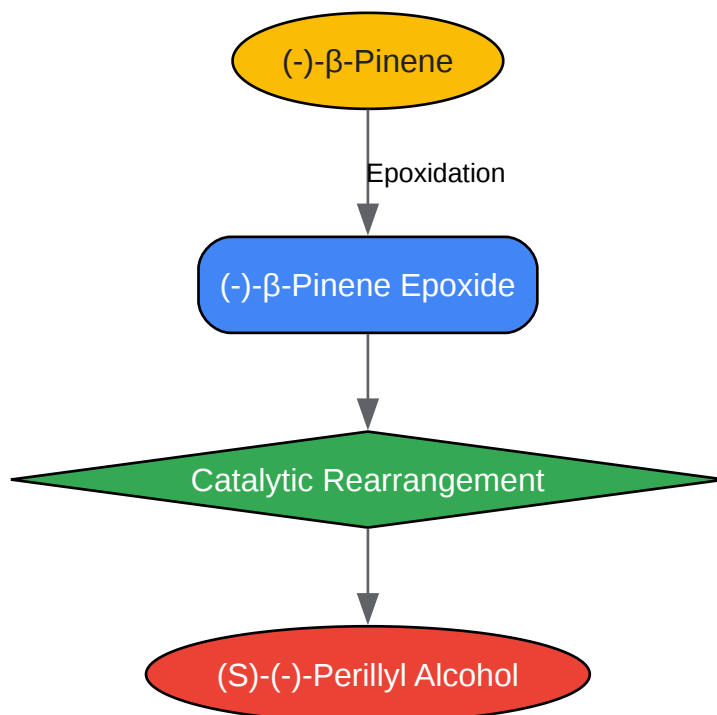 (-)-β-Pinene
Epoxidation
(-)-β-Pinene Epoxide
Catalytic Rearrangement
(S)-(-)-Perillyl Alcohol